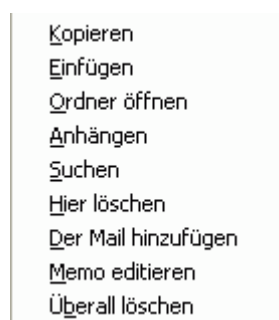 Kopieren
Einfügen
Ordner öffnen
Anhängen
Suchen
Hier löschen
Der Mail hinzufügen
Memo editieren
Überall löschen